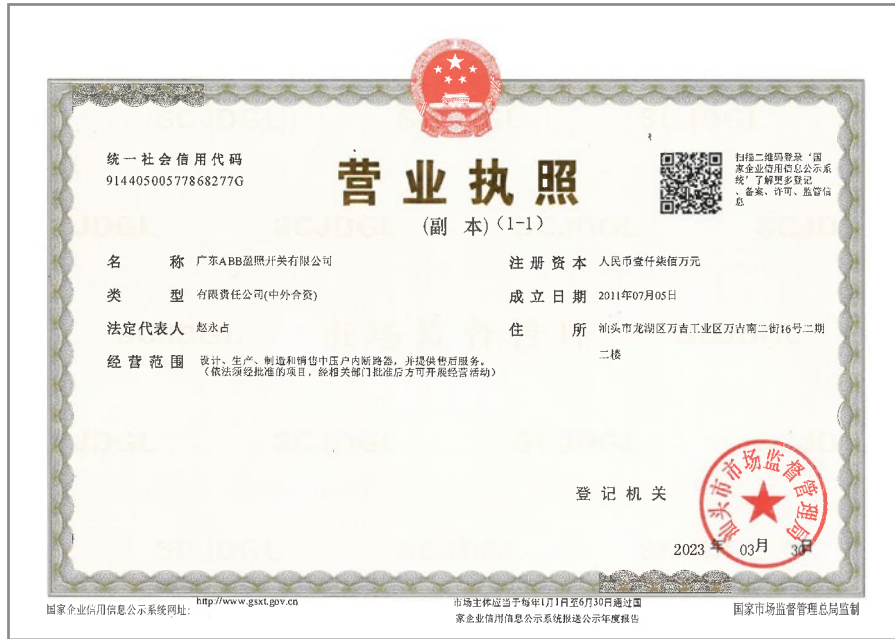 统一社会信用代码
91440500577868277G
营业执照
(副 本)(1-1)
扫描二维码登录‘国
家企业信用信息公示系
统’了解更多登记
、备案、许可、监管信
息
名 称 广东ABB盈照开关有限公司
类 型 有限责任公司(中外合资)
法定代表人 赵永占
经营范围 设计、生产、制造和销售中压户内断路器，并提供售后服务。
（依法须经批准的项目，经相关部门批准后方可开展经营活动）
注册资本 人民币壹仟柒佰万元
成立日期 2011年07月05日
住 所 汕头市龙湖区万吉工业区万吉南二街16号二期
二楼
登记机关
汕头市市场监督管理局
2023 年 03月 30日
国家企业信用信息公示系统网址: http://www.gsxt.gov.cn
市场主体应当于每年1月1日至6月30日通过国
家企业信用信息公示系统报送公示年度报告
国家市场监督管理总局监制
SCJDGL